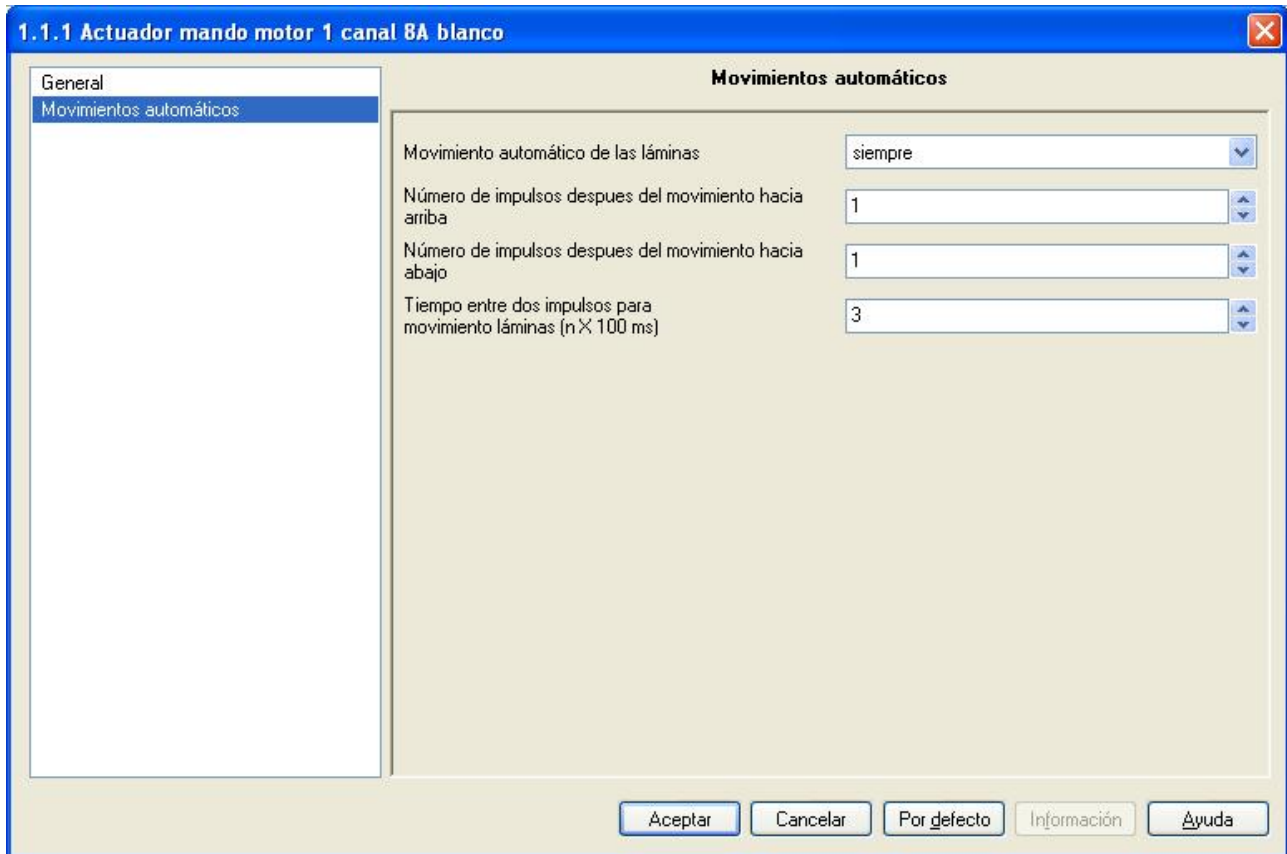 1.1.1 Actuador mando motor 1 canal 8A blanco
General
Movimientos automáticos
Movimientos automáticos
Movimiento automático de las láminas
siempre
Número de impulsos despues del movimiento hacia
arriba
1
Número de impulsos despues del movimiento hacia
abajo
1
Tiempo entre dos impulsos para
movimiento láminas (n X 100 ms)
3
Aceptar
Cancelar
Por defecto
Información
Ayuda